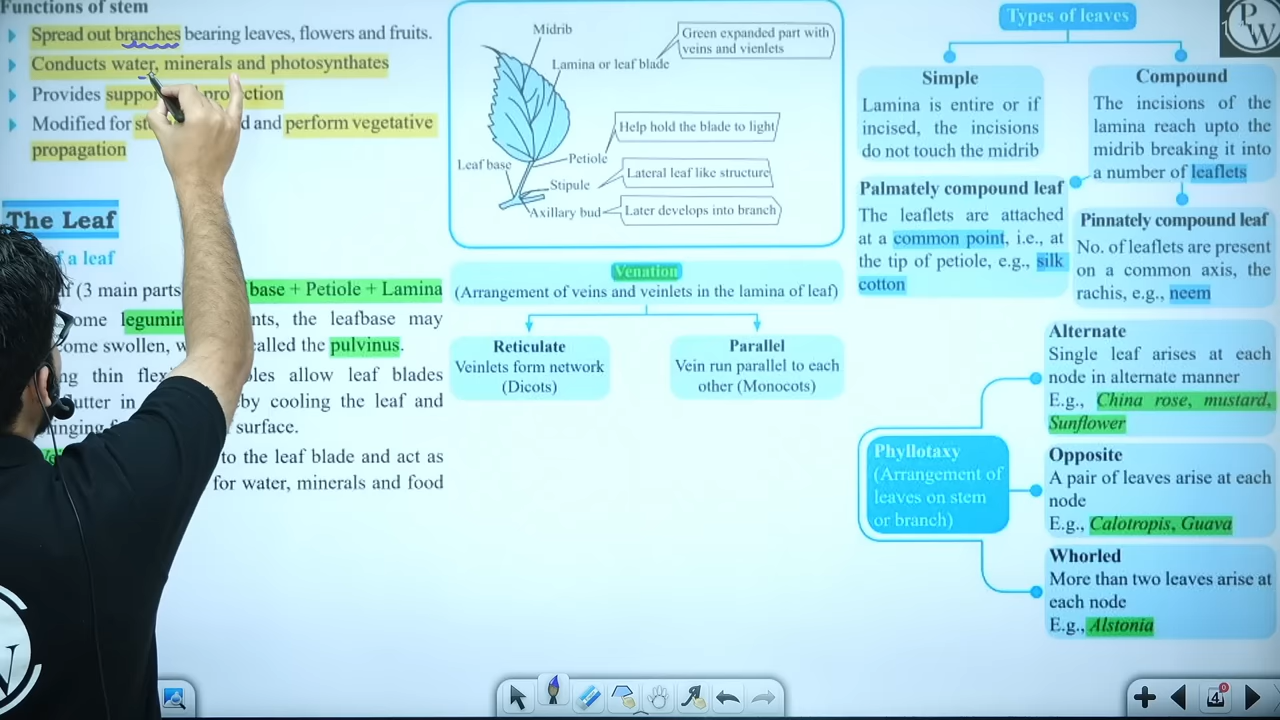 Functions of stem
Spread out branches bearing leaves, flowers and fruits.
Conducts water, minerals and photosynthates
Provides
Modified for and perform vegetative
propagation
The Leaf
a leaf
(3 main parts base + Petiole + Lamina
the leafbase may
swollen, called the pulvinus.
thin allow leaf blades
in by cooling the leaf and
surface.
to the leaf blade and act as
for water, minerals and food
Midrib
Green expanded part with
veins and vienlets
Lamina or leaf blade
Help hold the blade to light
Leaf base
Petiole
Lateral leaf like structure
Stipule
Axillary bud
Later develops into branch
Venation
(Arrangement of veins and veinlets in the lamina of leaf)
Reticulate
Veinlets form network
(Dicots)
Parallel
Vein run parallel to each
other (Monocots)
Types of leaves
PW
Simple
Lamina is entire or if
incised, the incisions
do not touch the midrib
Compound
The incisions of the
lamina reach upto the
midrib breaking it into
a number of leaflets
Palmately compound leaf
The leaflets are attached
at a common point, i.e., at
the tip of petiole, e.g., silk
cotton
Pinnately compound leaf
No. of leaflets are present
on a common axis, the
rachis, e.g., neem
Phyllotaxy
(Arrangement of
leaves on stem
or branch)
Alternate
Single leaf arises at each
node in alternate manner
E.g., China rose, mustard,
Sunflower
Opposite
A pair of leaves arise at each
node
E.g., Calotropis, Guava
Whorled
More than two leaves arise at
each node
E.g., Alstonia
W
4